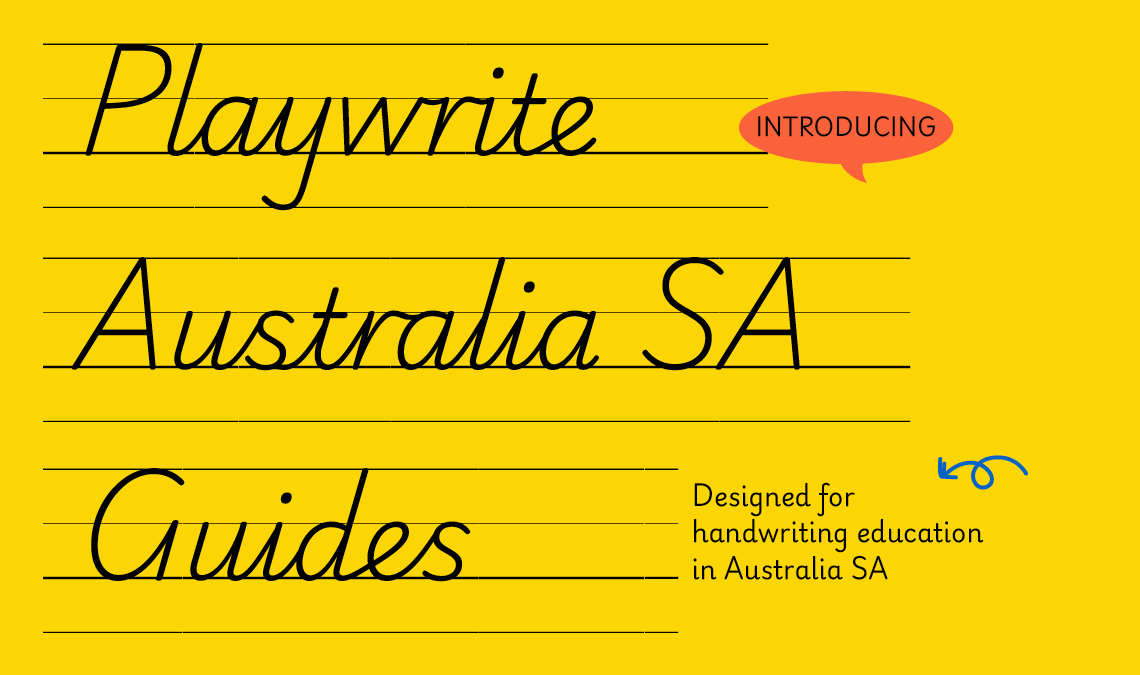 Playwrite
INTRODUCING
Australia SA
Guides
Designed for
handwriting education
in Australia SA